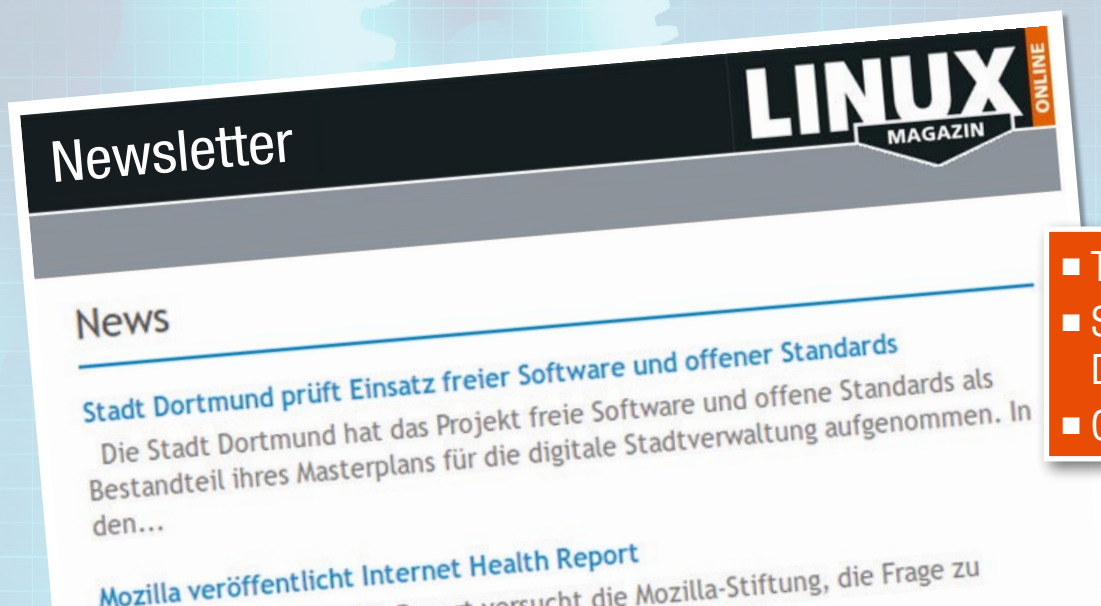 Newsletter
LINUX
MAGAZIN
ONLINE
News
Stadt Dortmund prüft Einsatz freier Software und offener Standards
Die Stadt Dortmund hat das Projekt freie Software und offene Standards als
Bestandteil ihres Masterplans für die digitale Stadtverwaltung aufgenommen. In
den...
Mozilla veröffentlicht Internet Health Report
versucht die Mozilla-Stiftung, die Frage zu